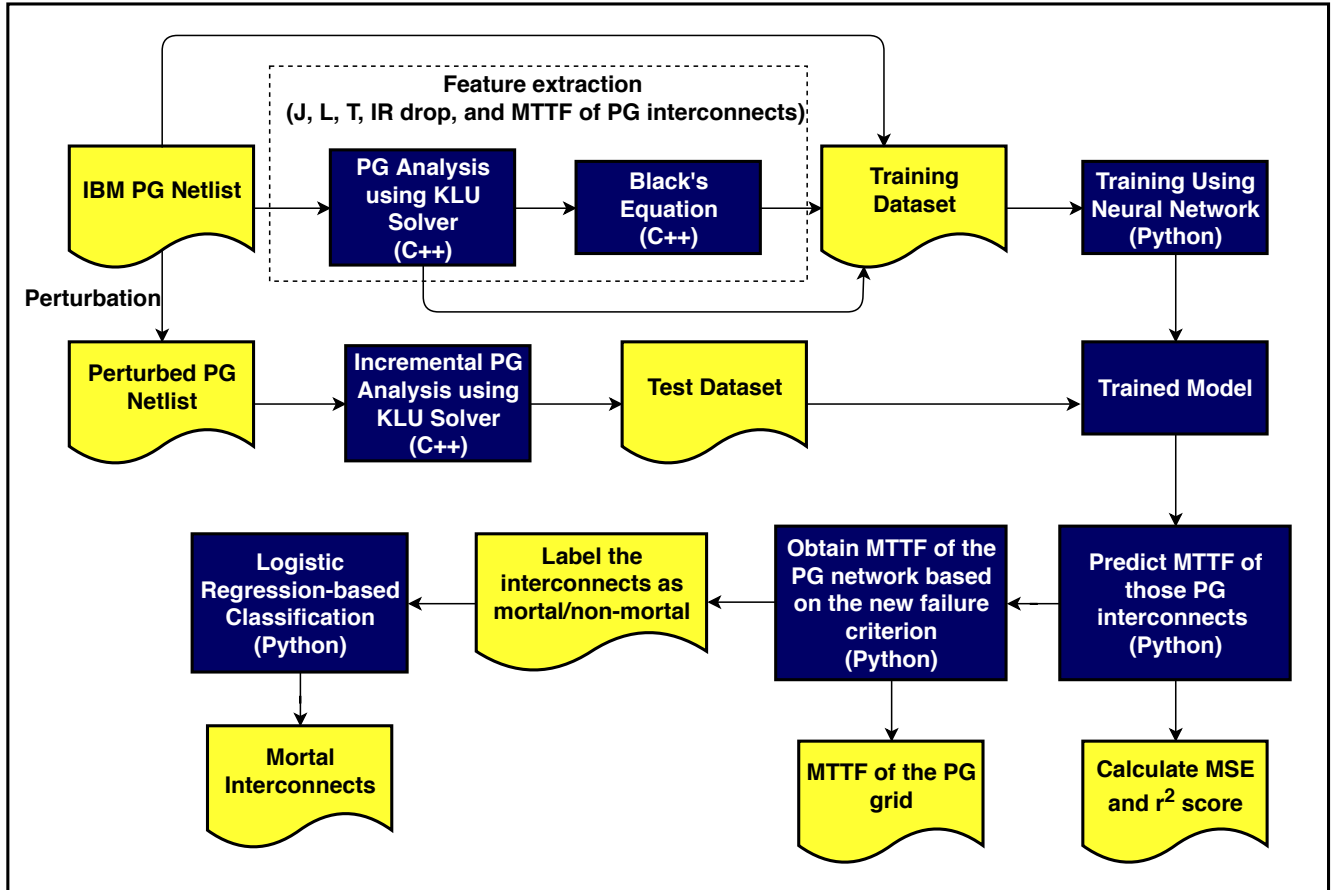 Feature extraction
(J, L, T, IR drop, and MTTF of PG interconnects)
IBM PG Netlist
PG Analysis
using KLU
Solver
(C++)
Black's
Equation
(C++)
Training
Dataset
Training Using
Neural Network
(Python)
Perturbation
Perturbed PG
Netlist
Incremental PG
Analysis using
KLU Solver
(C++)
Test Dataset
Trained Model
Logistic
Regression-based
Classification
(Python)
Label the
interconnects as
mortal/non-mortal
Obtain MTTF of the
PG network based
on the new failure
criterion
(Python)
Predict MTTF of
those PG
interconnects
(Python)
Mortal
Interconnects
MTTF of the PG
grid
Calculate MSE
and r² score